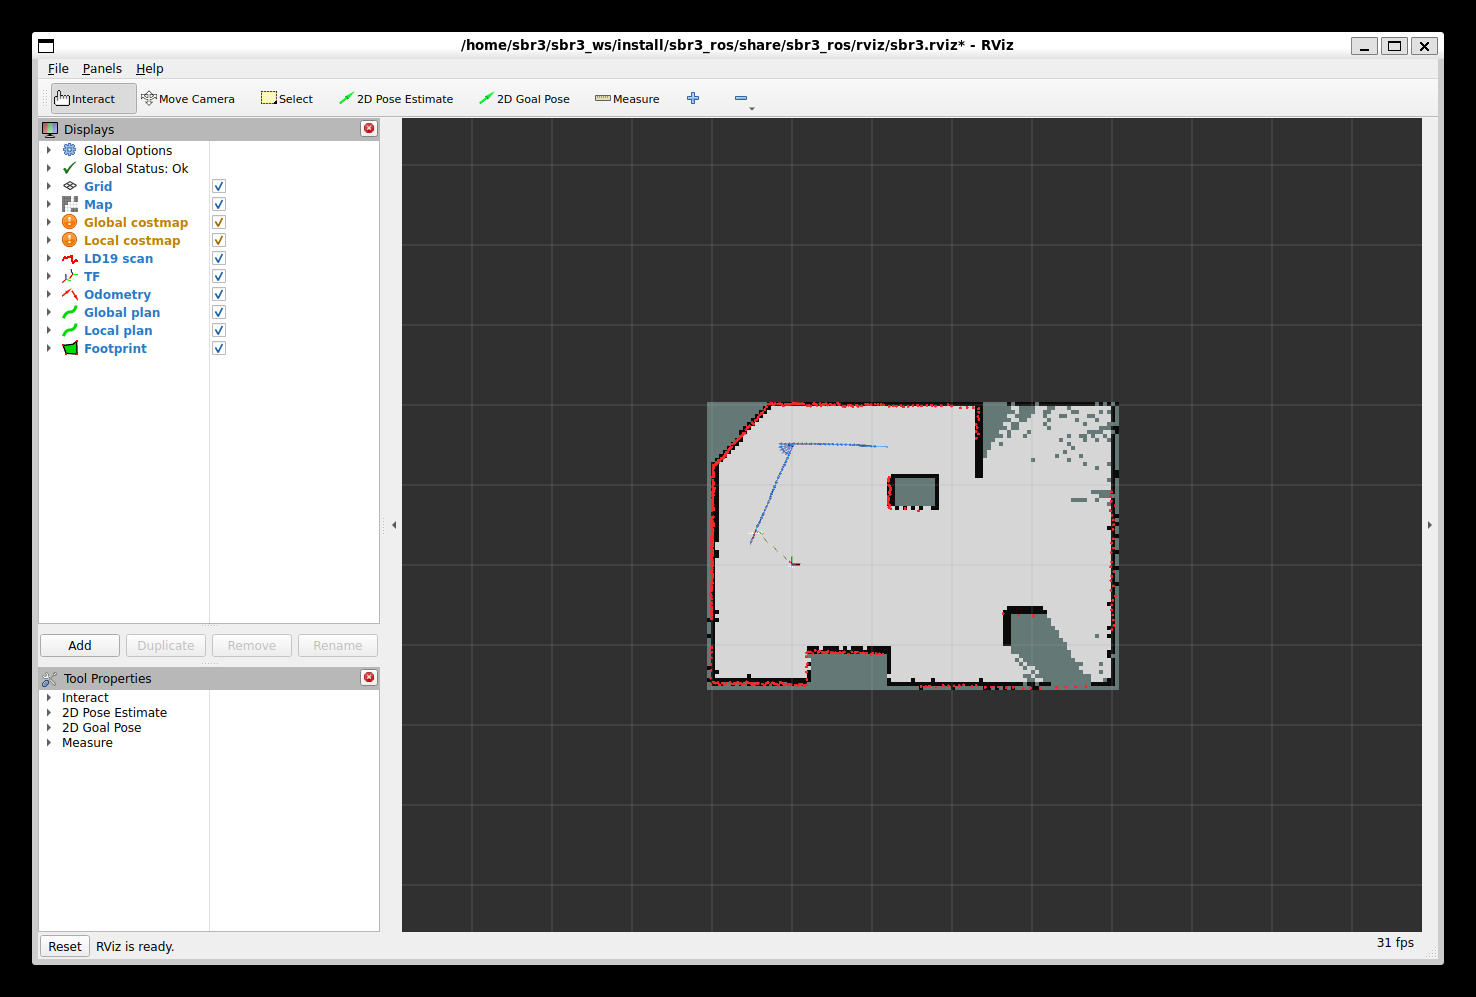 /home/sbr3/sbr3_ws/install/sbr3_ros/share/sbr3_ros/rviz/sbr3.rviz* - RViz
File Panels Help
Interact Move Camera Select 2D Pose Estimate 2D Goal Pose Measure
Displays
Global Options
Global Status: Ok
Grid
Map
Global costmap
Local costmap
LD19 scan
TF
Odometry
Global plan
Local plan
Footprint
Add Duplicate Remove Rename
Tool Properties
Interact
2D Pose Estimate
2D Goal Pose
Measure
Reset RViz is ready.
31 fps